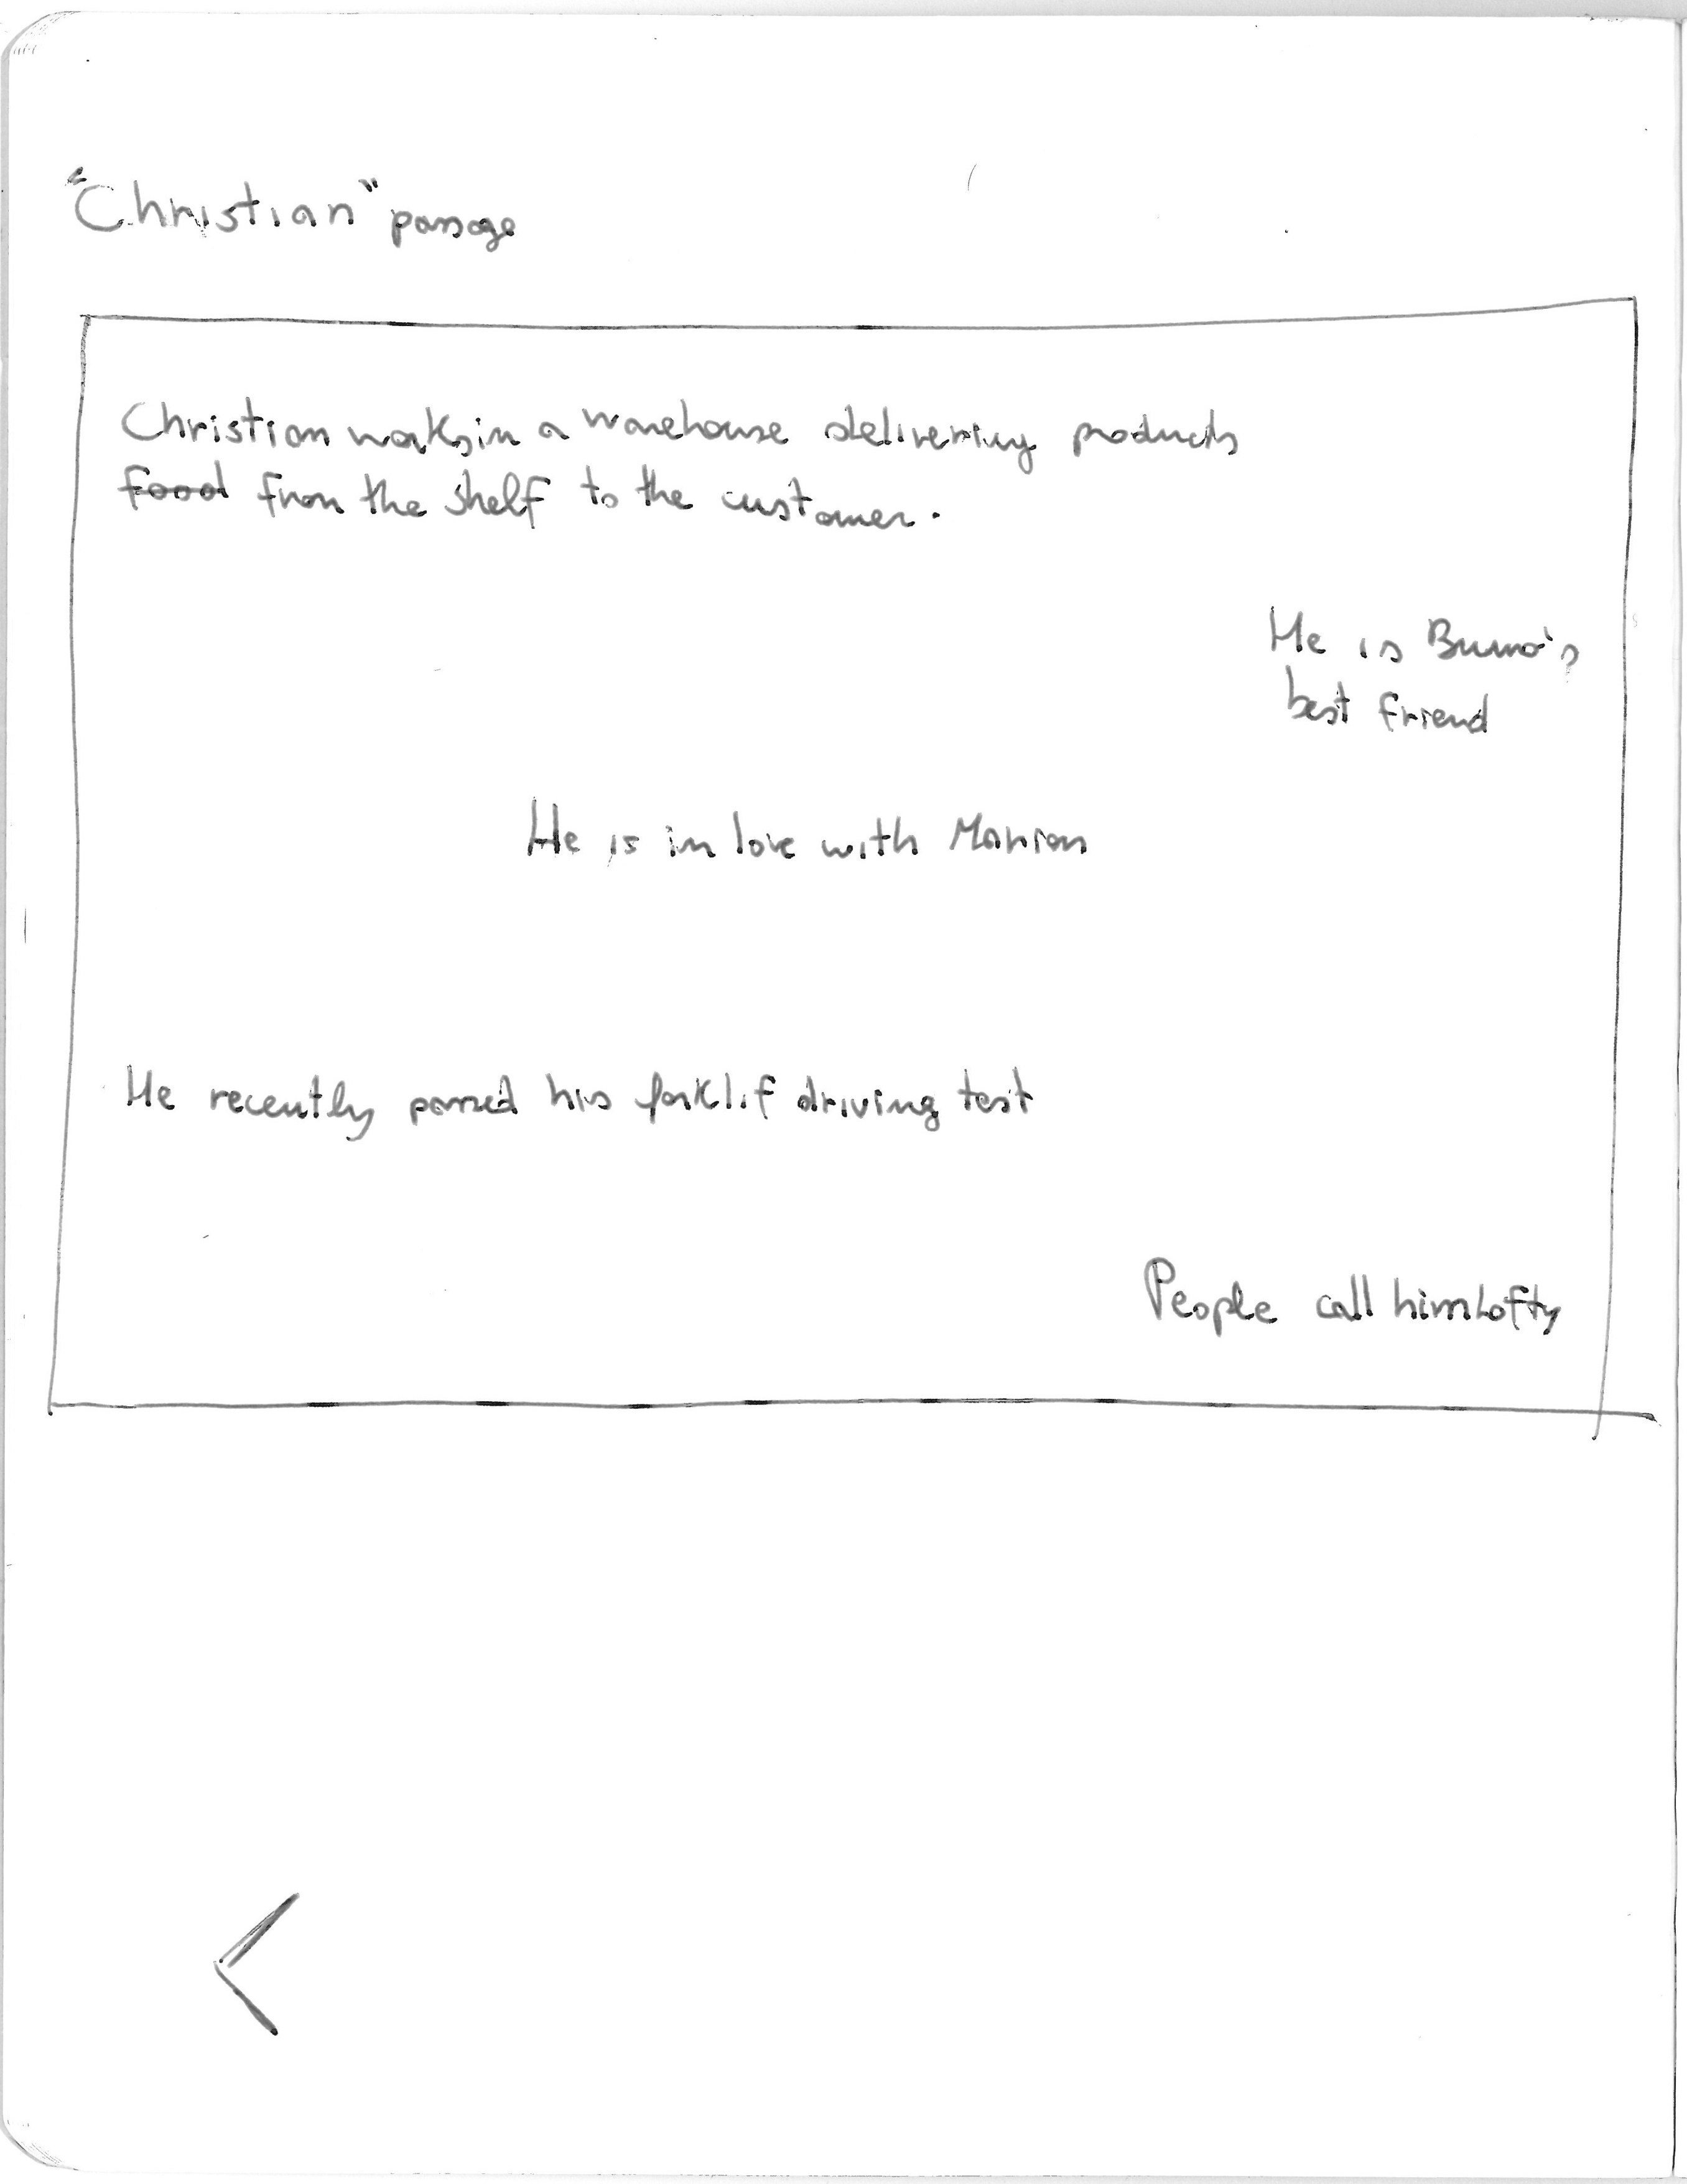 "Christian" passage
Christian works in a warehouse delivering products
food from the shelf to the customer.
He is Bruno's
best friend
He is in love with Marion
He recently passed his forklif driving test
People call him Lofty